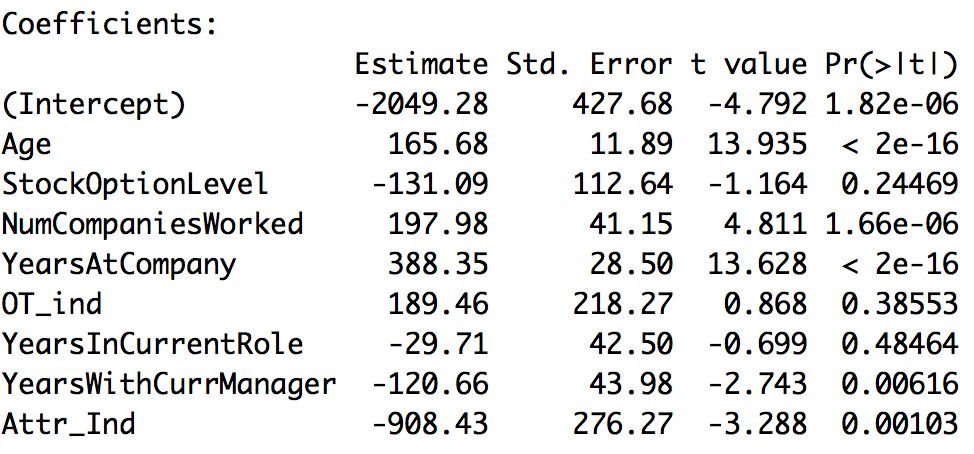 Coefficients:
Estimate Std. Error t value Pr(>|t|)
(Intercept) -2049.28 427.68 -4.792 1.82e-06
Age 165.68 11.89 13.935 < 2e-16
StockOptionLevel -131.09 112.64 -1.164 0.24469
NumCompaniesWorked 197.98 41.15 4.811 1.66e-06
YearsAtCompany 388.35 28.50 13.628 < 2e-16
OT_ind 189.46 218.27 0.868 0.38553
YearsInCurrentRole -29.71 42.50 -0.699 0.48464
YearsWithCurrManager -120.66 43.98 -2.743 0.00616
Attr_Ind -908.43 276.27 -3.288 0.00103